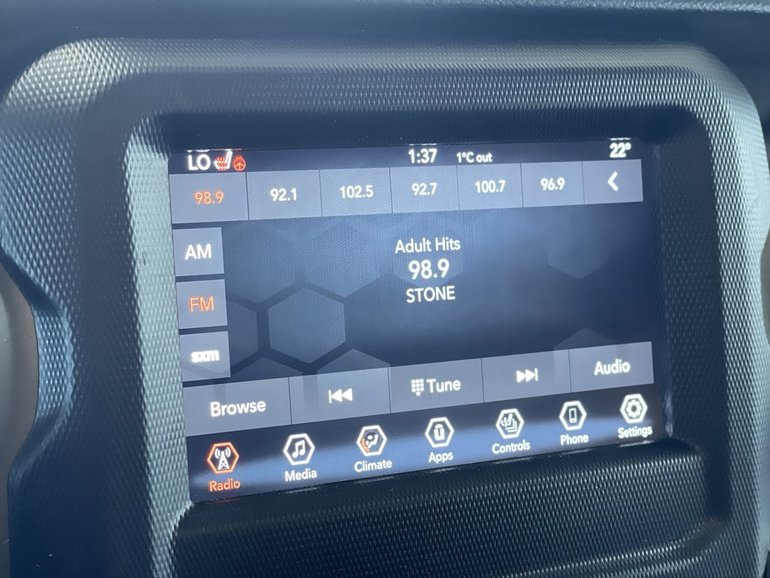 LO 1:37 1°C out 22°
98.9 92.1 102.5 92.7 100.7 96.9
AM
FM
sxm
Adult Hits
98.9
STONE
Browse Tune Audio
Radio Media Climate Apps Controls Phone Settings